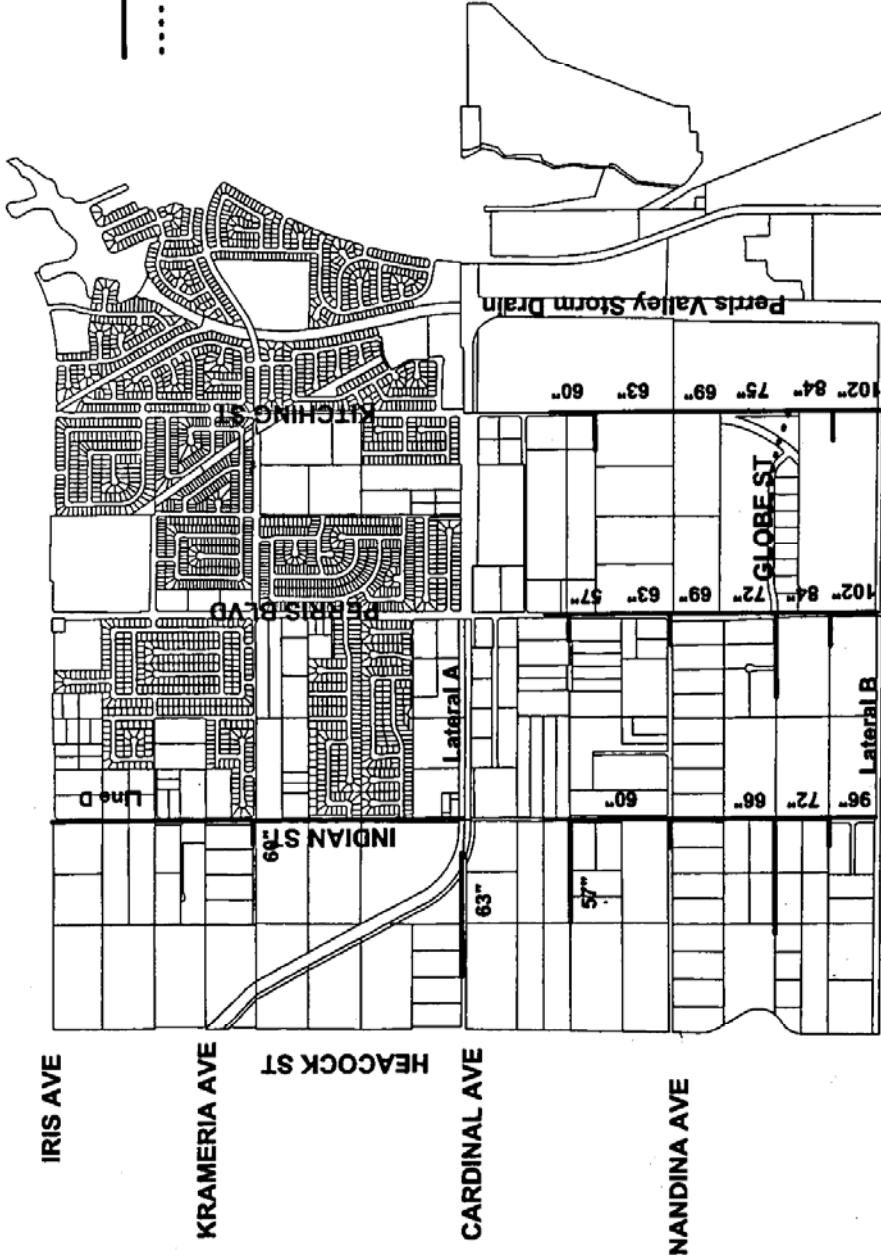 IRIS AVE
KRAMERIA AVE
HEACOCK ST
CARDINAL AVE
NANDINA AVE
Line D
69"
INDIAN ST
Lateral A
63"
57"
60"
66"
72"
96"
Lateral B
PERRIS BLVD
57"
63"
69"
72"
84"
102"
GLOBE ST
KITCHING ST
60"
63"
69"
75"
84"
102"
Perris Valley Storm Drain